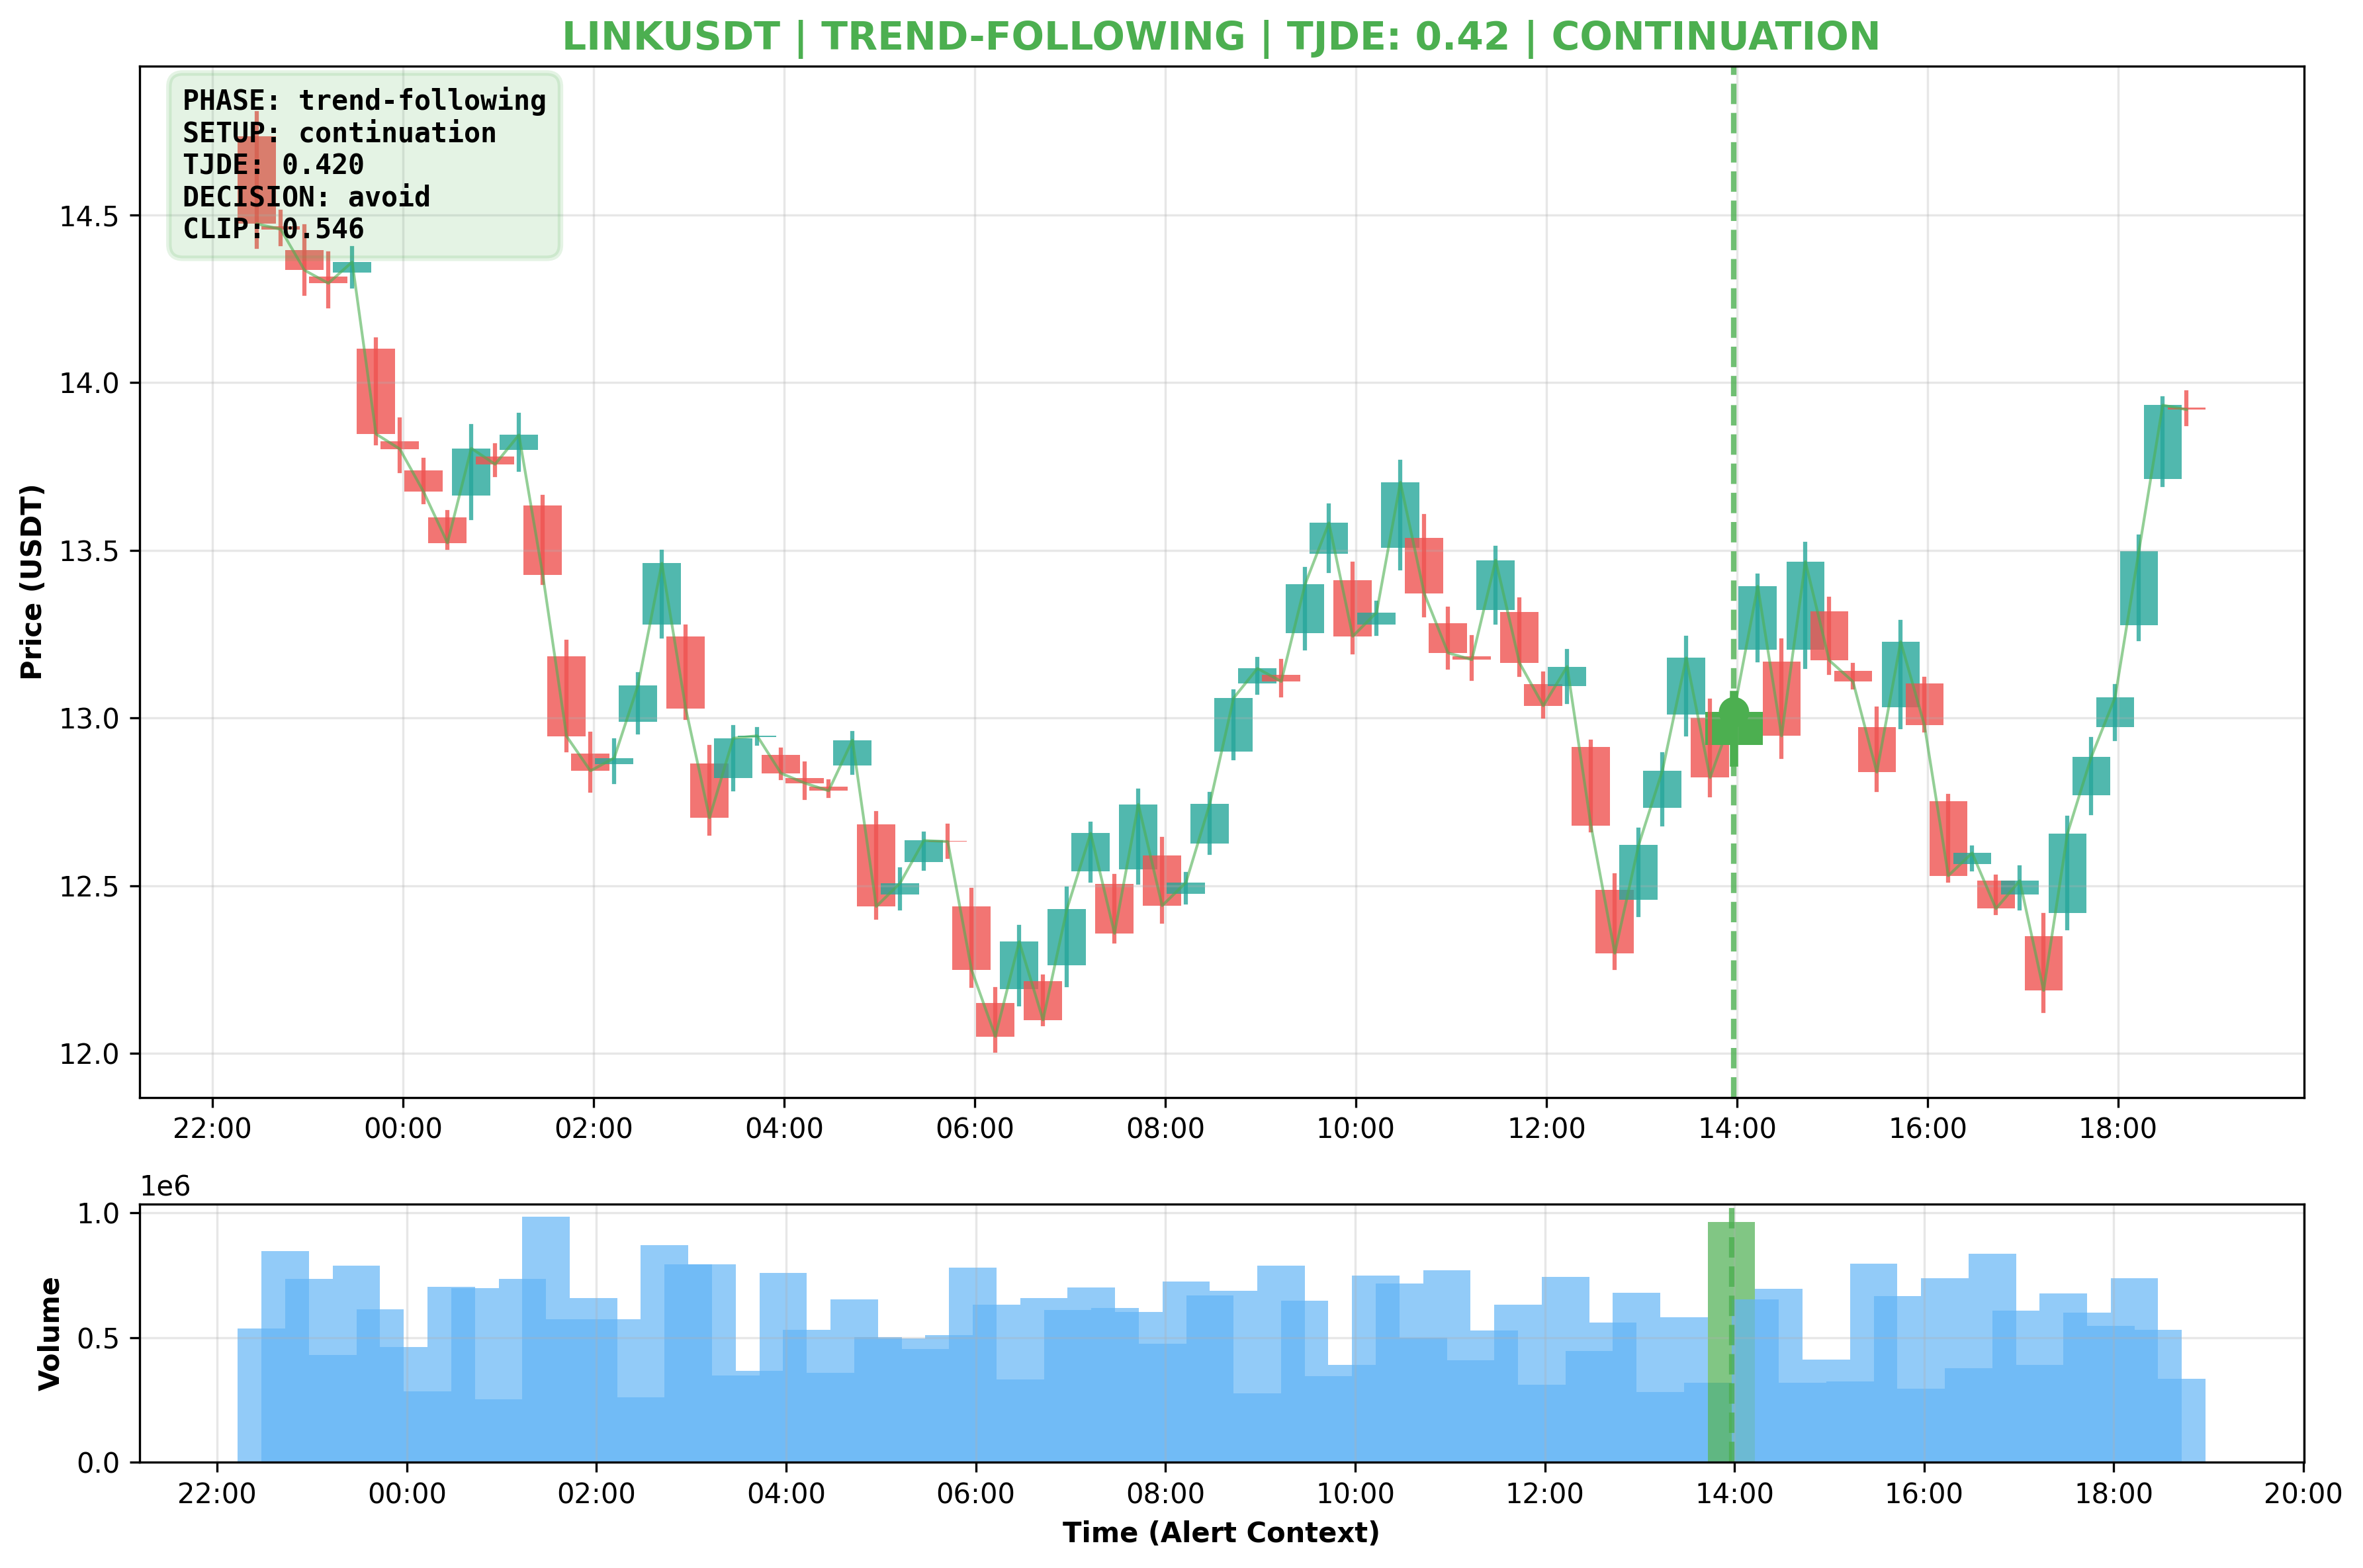 LINKUSDT | TREND-FOLLOWING | TJDE: 0.42 | CONTINUATION
PHASE: trend-following
SETUP: continuation
TJDE: 0.420
DECISION: avoid
CLIP: 0.546
Price (USDT)
14.5
14.0
13.5
13.0
12.5
12.0
22:00 00:00 02:00 04:00 06:00 08:00 10:00 12:00 14:00 16:00 18:00
1e6
Volume
1.0
0.5
0.0
22:00 00:00 02:00 04:00 06:00 08:00 10:00 12:00 14:00 16:00 18:00 20:00
Time (Alert Context)